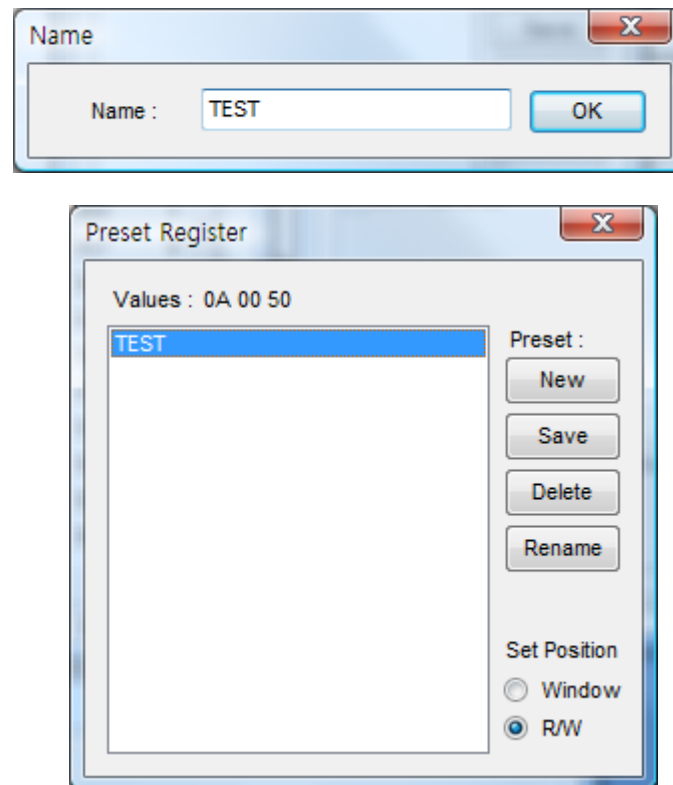 Name
Name : TEST OK
Preset Register
Values : 0A 00 50
TEST
Preset :
New
Save
Delete
Rename
Set Position
Window
R/W